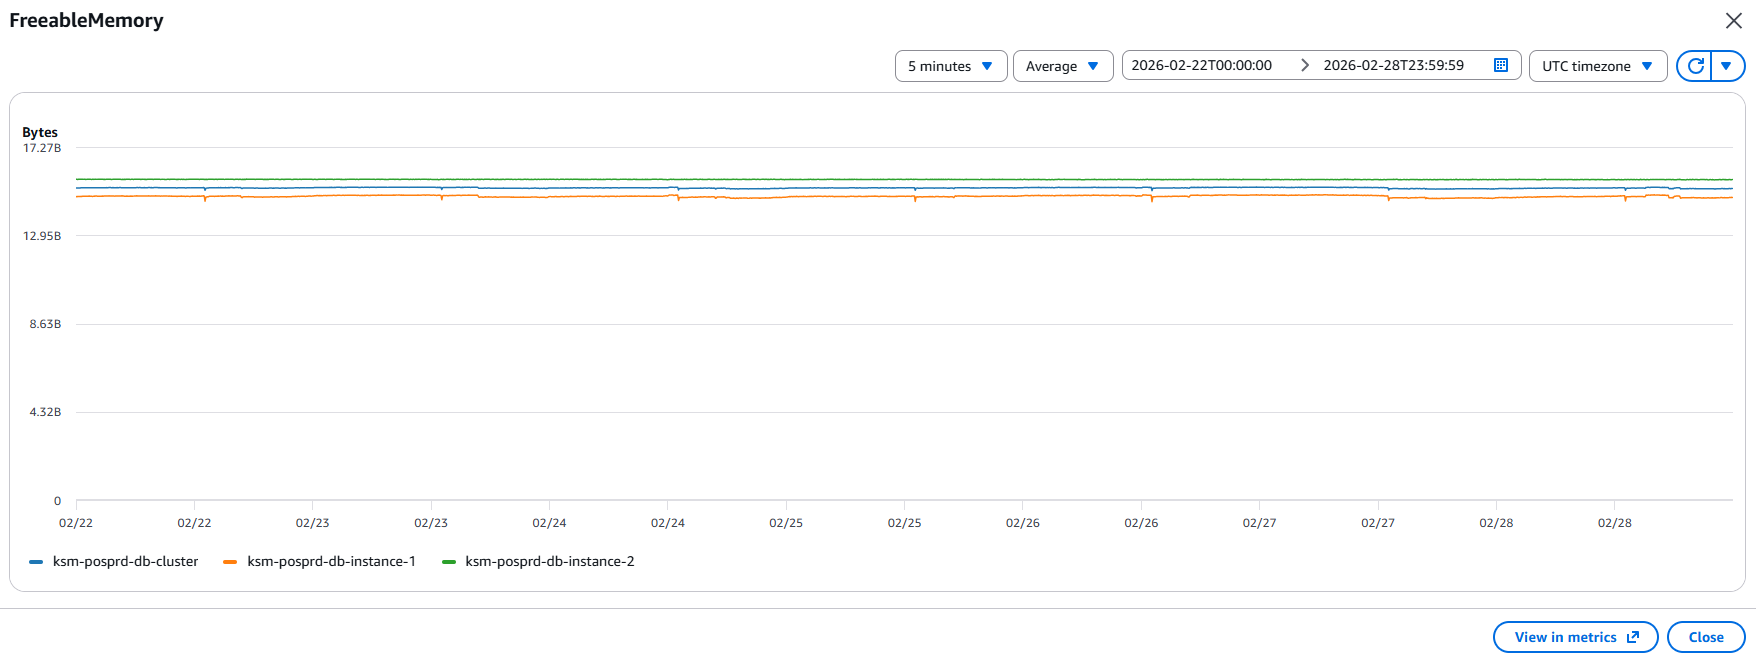 FreeableMemory
5 minutes Average 2026-02-22T00:00:00 2026-02-28T23:59:59 UTC timezone
Bytes
17.27B
12.95B
8.63B
4.32B
0
02/22 02/22 02/23 02/23 02/24 02/24 02/25 02/25 02/26 02/26 02/27 02/27 02/28 02/28
ksm-posprd-db-cluster ksm-posprd-db-instance-1 ksm-posprd-db-instance-2
View in metrics Close